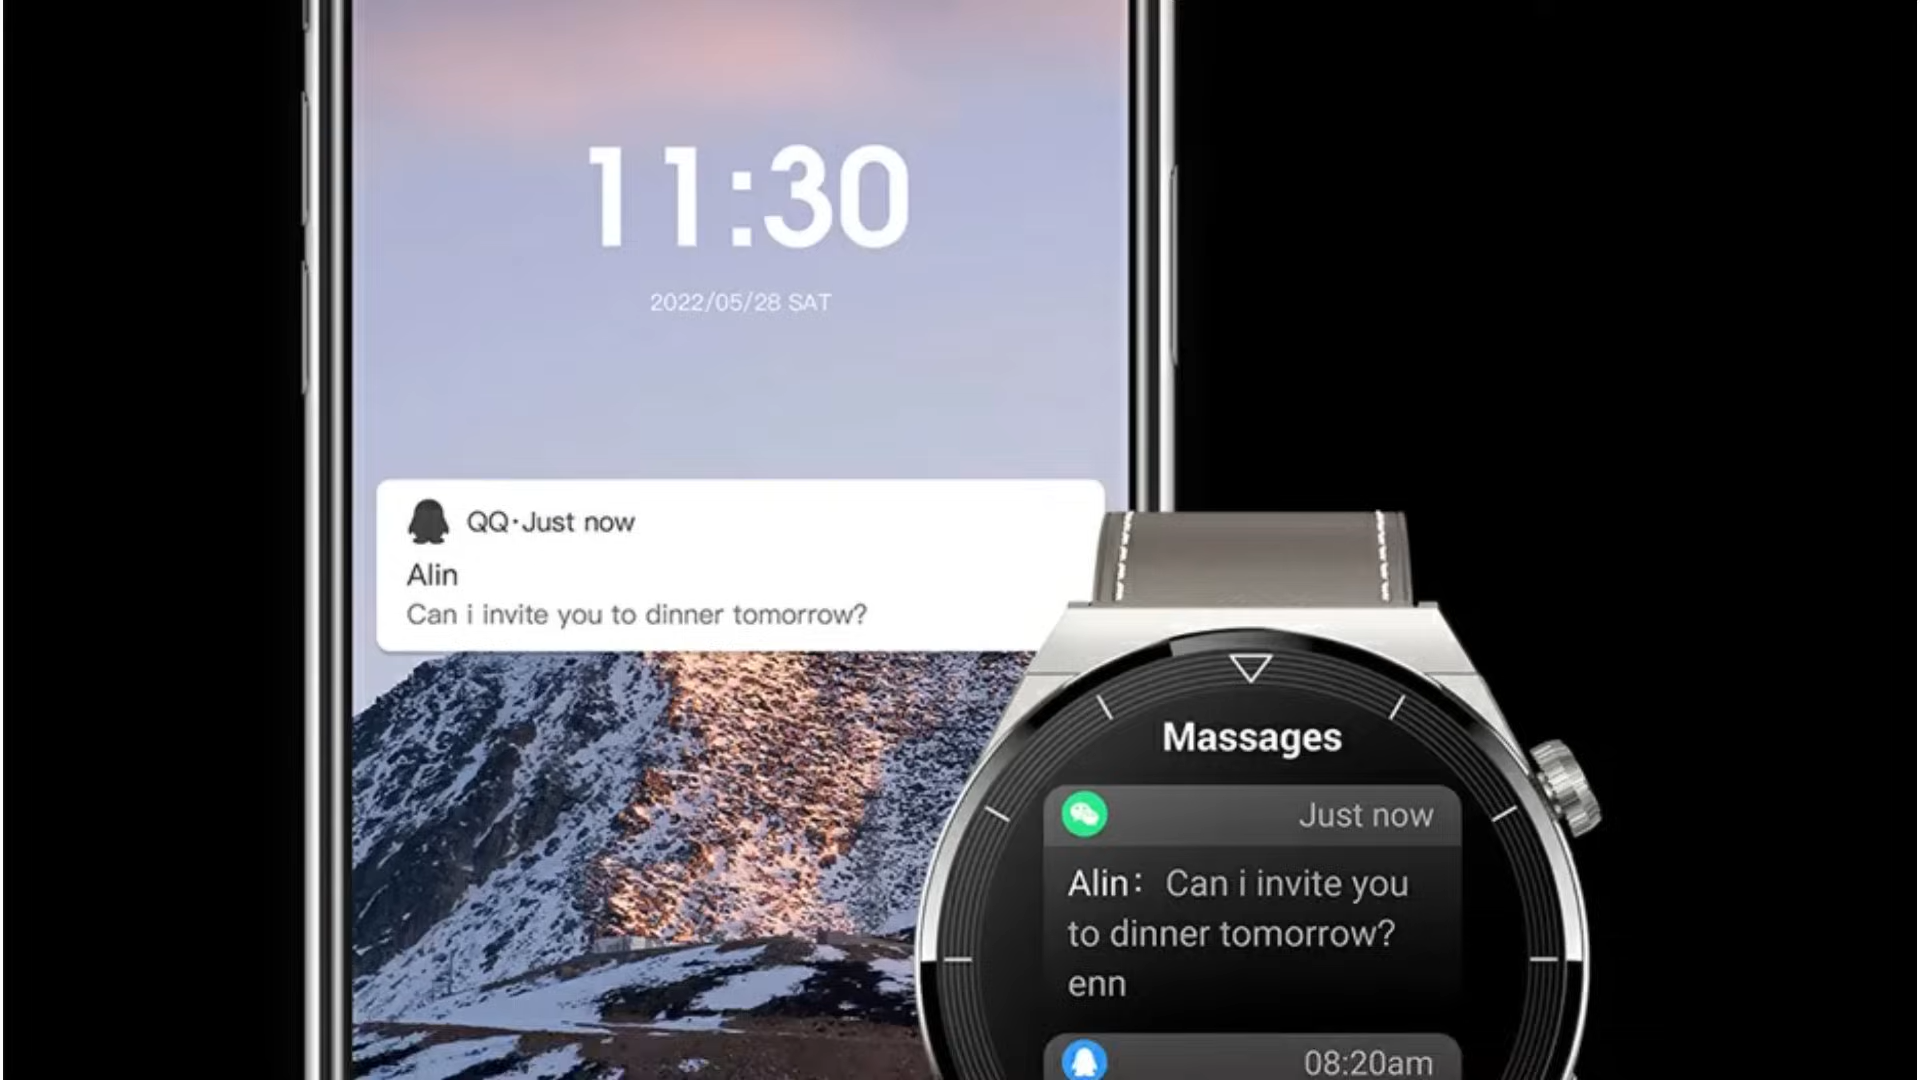 11:30
2022/05/28 SAT
QQ·Just now
Alin
Can i invite you to dinner tomorrow?
Massages
Just now
Alin： Can i invite you
to dinner tomorrow?
enn
08:20am